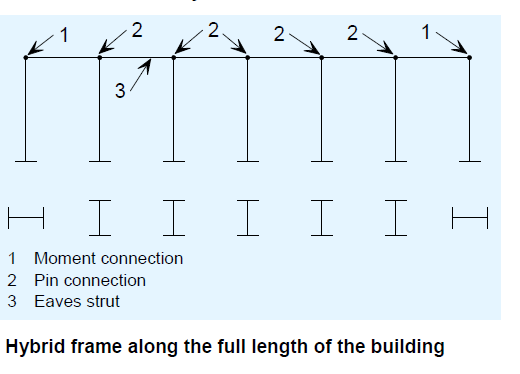 1 2 2 2 2 1
3
1 Moment connection
2 Pin connection
3 Eaves strut
Hybrid frame along the full length of the building